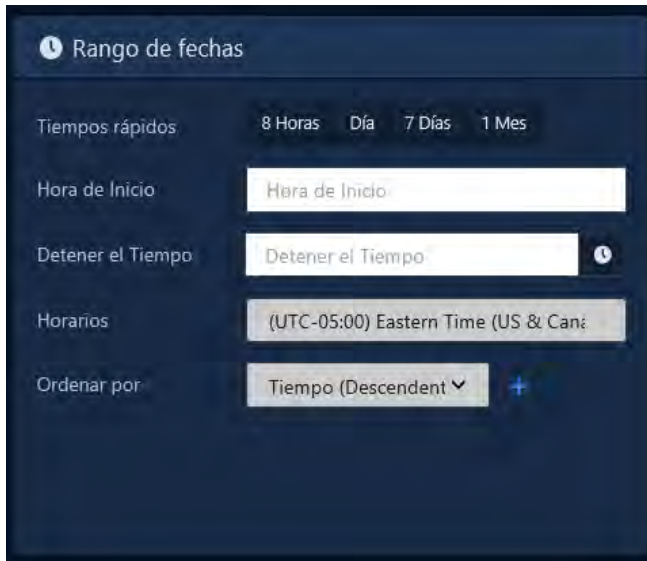 Rango de fechas
Tiempos rápidos 8 Horas Día 7 Días 1 Mes
Hora de Inicio Hora de Inicio
Detener el Tiempo Detener el Tiempo
Horarios (UTC-05:00) Eastern Time (US & Cana
Ordenar por Tiempo (Descendent